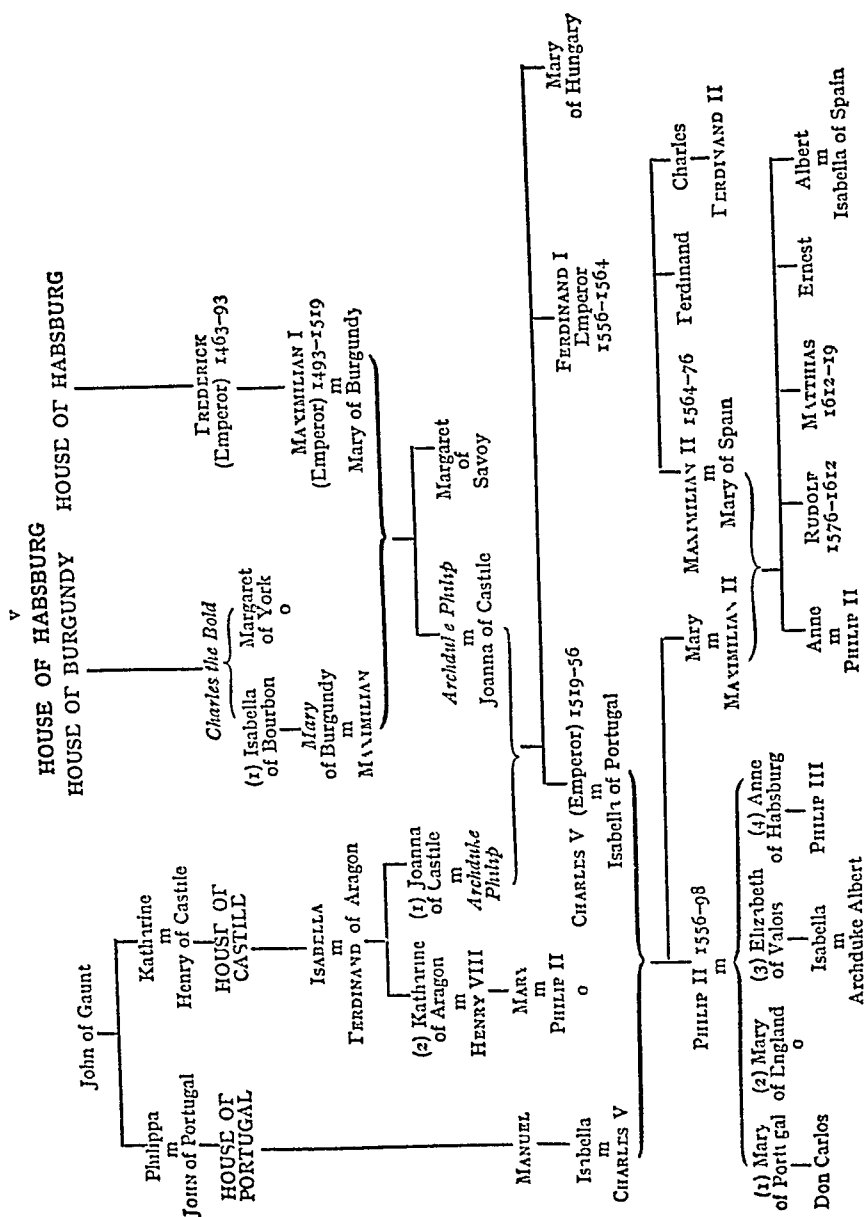 V
HOUSE OF HABSBURG
HOUSE OF BURGUNDY HOUSE OF HABSBURG
John of Gaunt
Philippa
m
JOHN of Portugal
HOUSE OF
PORTUGAL
MANUEL
Isabella
m
CHARLES V
Katharine
m
Henry of Castile
HOUSE OF
CASTILE
ISABELLA
m
FERDINAND of Aragon
(2) Katharine
of Aragon
m
HENRY VIII
MARY
m
PHILIP II
o
(1) Joanna
of Castile
m
Archduke
Philip
Charles the Bold
(1) Isabella
of Bourbon
Mary
of Burgundy
m
MAXIMILIAN
Margaret
of York
o
FREDERICK
(Emperor) 1463-93
MAXIMILIAN I
(Emperor) 1493-1519
m
Mary of Burgundy
Archduke Philip
m
Joanna of Castile
Margaret
of
Savoy
CHARLES V (Emperor) 1519-56
m
Isabella of Portugal
FERDINAND I
Emperor
1556-1564
Mary
of Hungary
PHILIP II 1556-98
m
Mary
m
MAXIMILIAN II
MAXIMILIAN II 1564-76
m
Mary of Spain
Ferdinand
Charles
FERDINAND II
(1) Mary
of Portugal
Don Carlos
(2) Mary
of England
o
(3) Elizabeth
of Valois
Isabella
m
Archduke Albert
(4) Anne
of Habsburg
PHILIP III
Anne
m
PHILIP II
RUDOLF
1576-1612
MATTHIAS
1612-19
Ernest
Albert
m
Isabella of Spain